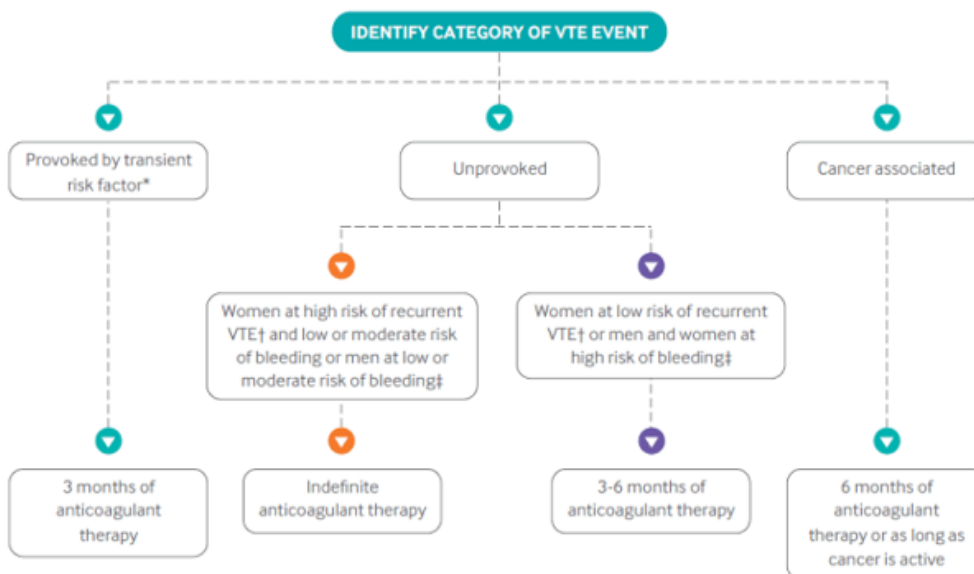 IDENTIFY CATEGORY OF VTE EVENT
Provoked by transient
risk factor*
Unprovoked
Cancer associated
Women at high risk of recurrent
VTE† and low or moderate risk
of bleeding or men at low or
moderate risk of bleeding‡
Women at low risk of recurrent
VTE† or men and women at
high risk of bleeding‡
3 months of
anticoagulant
therapy
Indefinite
anticoagulant therapy
3-6 months of
anticoagulant therapy
6 months of
anticoagulant
therapy or as long as
cancer is active